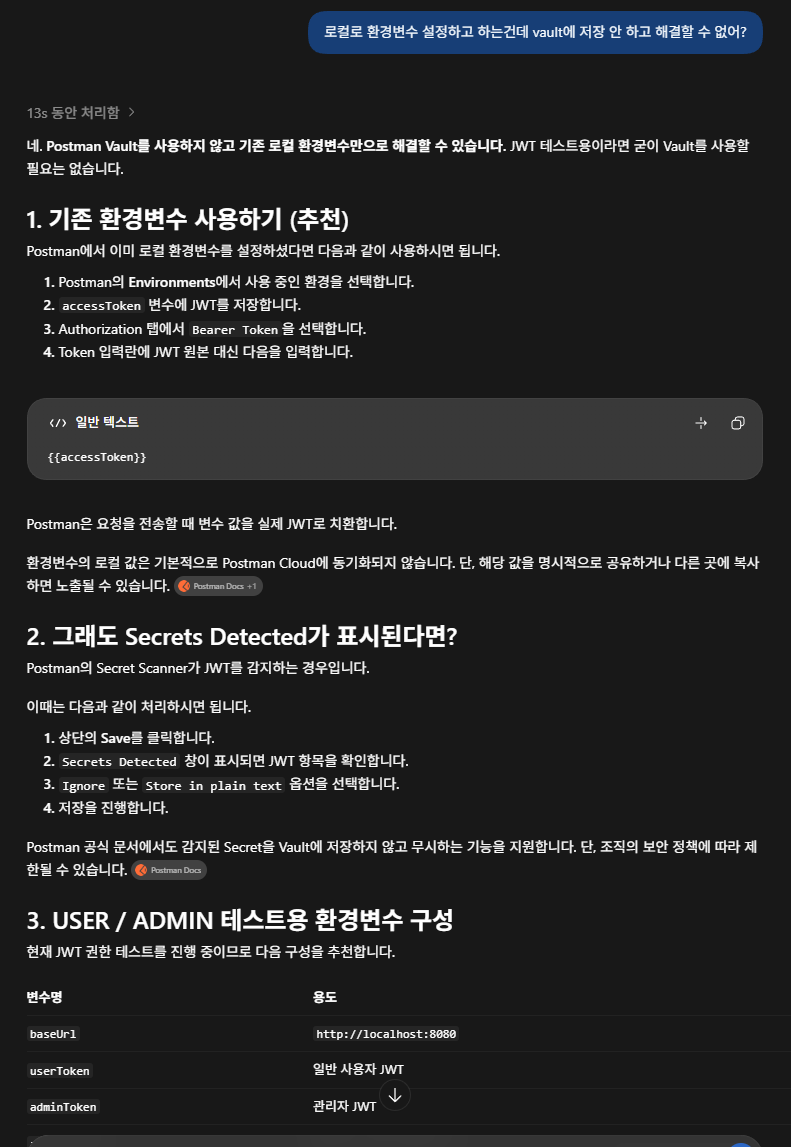 로컬로 환경변수 설정하고 하는건데 vault에 저장 안 하고 해결할 수 없어?
13s 동안 처리함
네. Postman Vault를 사용하지 않고 기존 로컬 환경변수만으로 해결할 수 있습니다. JWT 테스트용이라면 굳이 Vault를 사용할
필요는 없습니다.
1. 기존 환경변수 사용하기 (추천)
Postman에서 이미 로컬 환경변수를 설정하셨다면 다음과 같이 사용하시면 됩니다.
1. Postman의 Environments에서 사용 중인 환경을 선택합니다.
2. accessToken 변수에 JWT를 저장합니다.
3. Authorization 탭에서 Bearer Token 을 선택합니다.
4. Token 입력란에 JWT 원본 대신 다음을 입력합니다.
일반 텍스트
{{accessToken}}
Postman은 요청을 전송할 때 변수 값을 실제 JWT로 치환합니다.
환경변수의 로컬 값은 기본적으로 Postman Cloud에 동기화되지 않습니다. 단, 해당 값을 명시적으로 공유하거나 다른 곳에 복사
하면 노출될 수 있습니다. Postman Docs +1
2. 그래도 Secrets Detected가 표시된다면?
Postman의 Secret Scanner가 JWT를 감지하는 경우입니다.
이때는 다음과 같이 처리하시면 됩니다.
1. 상단의 Save를 클릭합니다.
2. Secrets Detected 창이 표시되면 JWT 항목을 확인합니다.
3. Ignore 또는 Store in plain text 옵션을 선택합니다.
4. 저장을 진행합니다.
Postman 공식 문서에서도 감지된 Secret을 Vault에 저장하지 않고 무시하는 기능을 지원합니다. 단, 조직의 보안 정책에 따라 제
한될 수 있습니다. Postman Docs
3. USER / ADMIN 테스트용 환경변수 구성
현재 JWT 권한 테스트를 진행 중이므로 다음 구성을 추천합니다.
변수명 용도
baseUrl http://localhost:8080
userToken 일반 사용자 JWT
adminToken 관리자 JWT